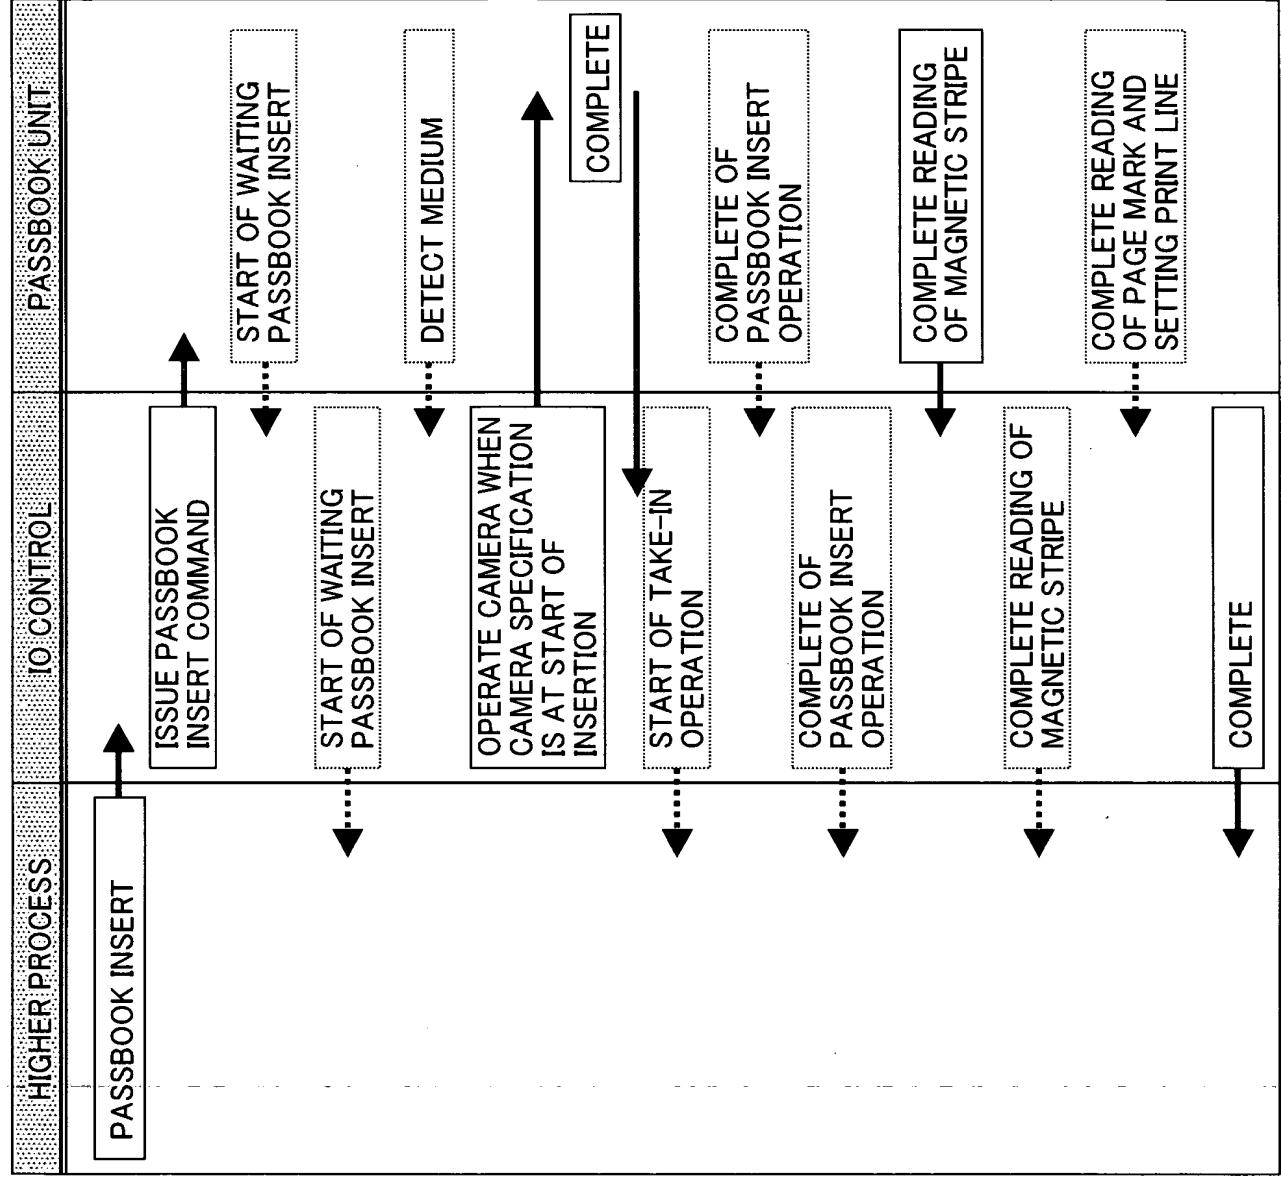 HIGHER PROCESS
IO CONTROL
PASSBOOK UNIT
PASSBOOK INSERT
ISSUE PASSBOOK
INSERT COMMAND
START OF WAITING
PASSBOOK INSERT
START OF WAITING
PASSBOOK INSERT
DETECT MEDIUM
OPERATE CAMERA WHEN
CAMERA SPECIFICATION
IS AT START OF
INSERTION
COMPLETE
START OF TAKE-IN
OPERATION
COMPLETE OF
PASSBOOK INSERT
OPERATION
COMPLETE OF
PASSBOOK INSERT
OPERATION
COMPLETE READING
OF MAGNETIC STRIPE
COMPLETE READING OF
MAGNETIC STRIPE
COMPLETE READING
OF PAGE MARK AND
SETTING PRINT LINE
COMPLETE